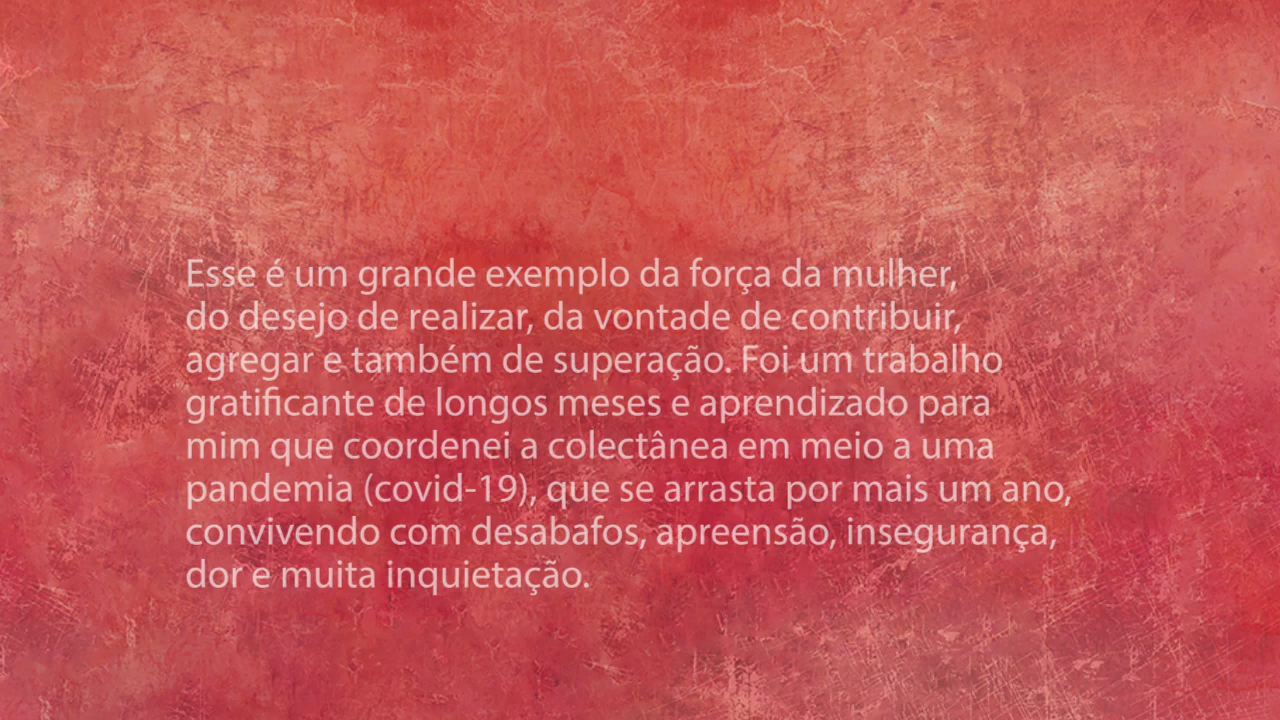 Esse é um grande exemplo da força da mulher,
do desejo de realizar, da vontade de contribuir,
agregar e também de superação. Foi um trabalho
gratificante de longos meses e aprendizado para
mim que coordenei a colectânea em meio a uma
pandemia (covid-19), que se arrasta por mais um ano,
convivendo com desabafos, apreensão, insegurança,
dor e muita inquietação.